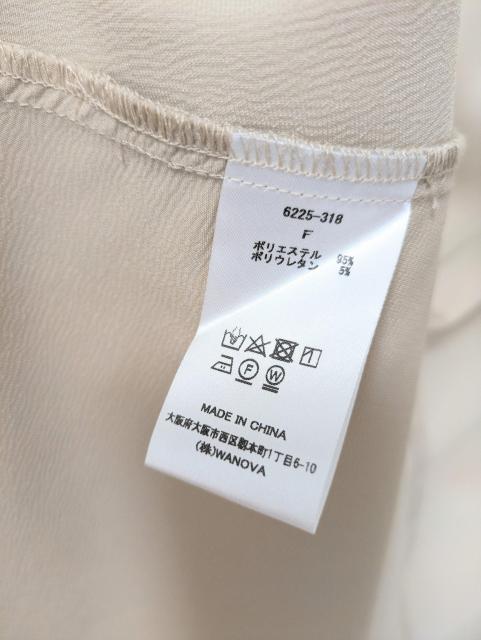 6225-318
F
ポリエステル 95%
ポリウレタン 5%
F W
MADE IN CHINA
大阪府大阪市西区靱本町1丁目6-10
(株)WANOVA